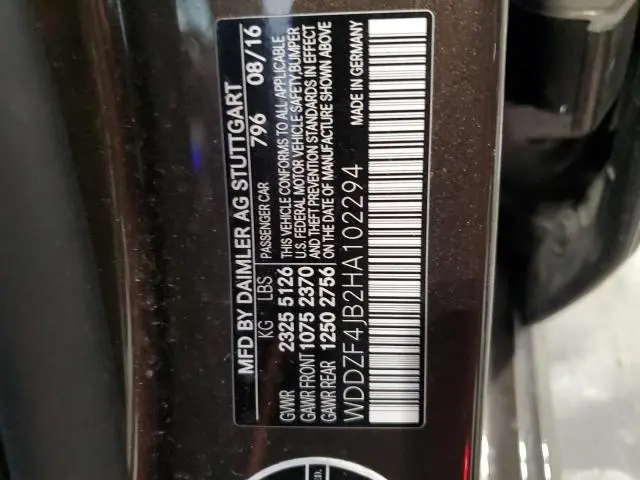 MFD BY DAIMLER AG STUTTGART
KG LBS PASSENGER CAR 796 08/16
GVWR 2325 5126 THIS VEHICLE CONFORMS TO ALL APPLICABLE
GAWR FRONT 1075 2370 U.S. FEDERAL MOTOR VEHICLE SAFETY,BUMPER
AND THEFT PREVENTION STANDARDS IN EFFECT
GAWR REAR 1250 2756 ON THE DATE OF MANUFACTURE SHOWN ABOVE
WDDZF4JB2HA102294 MADE IN GERMANY